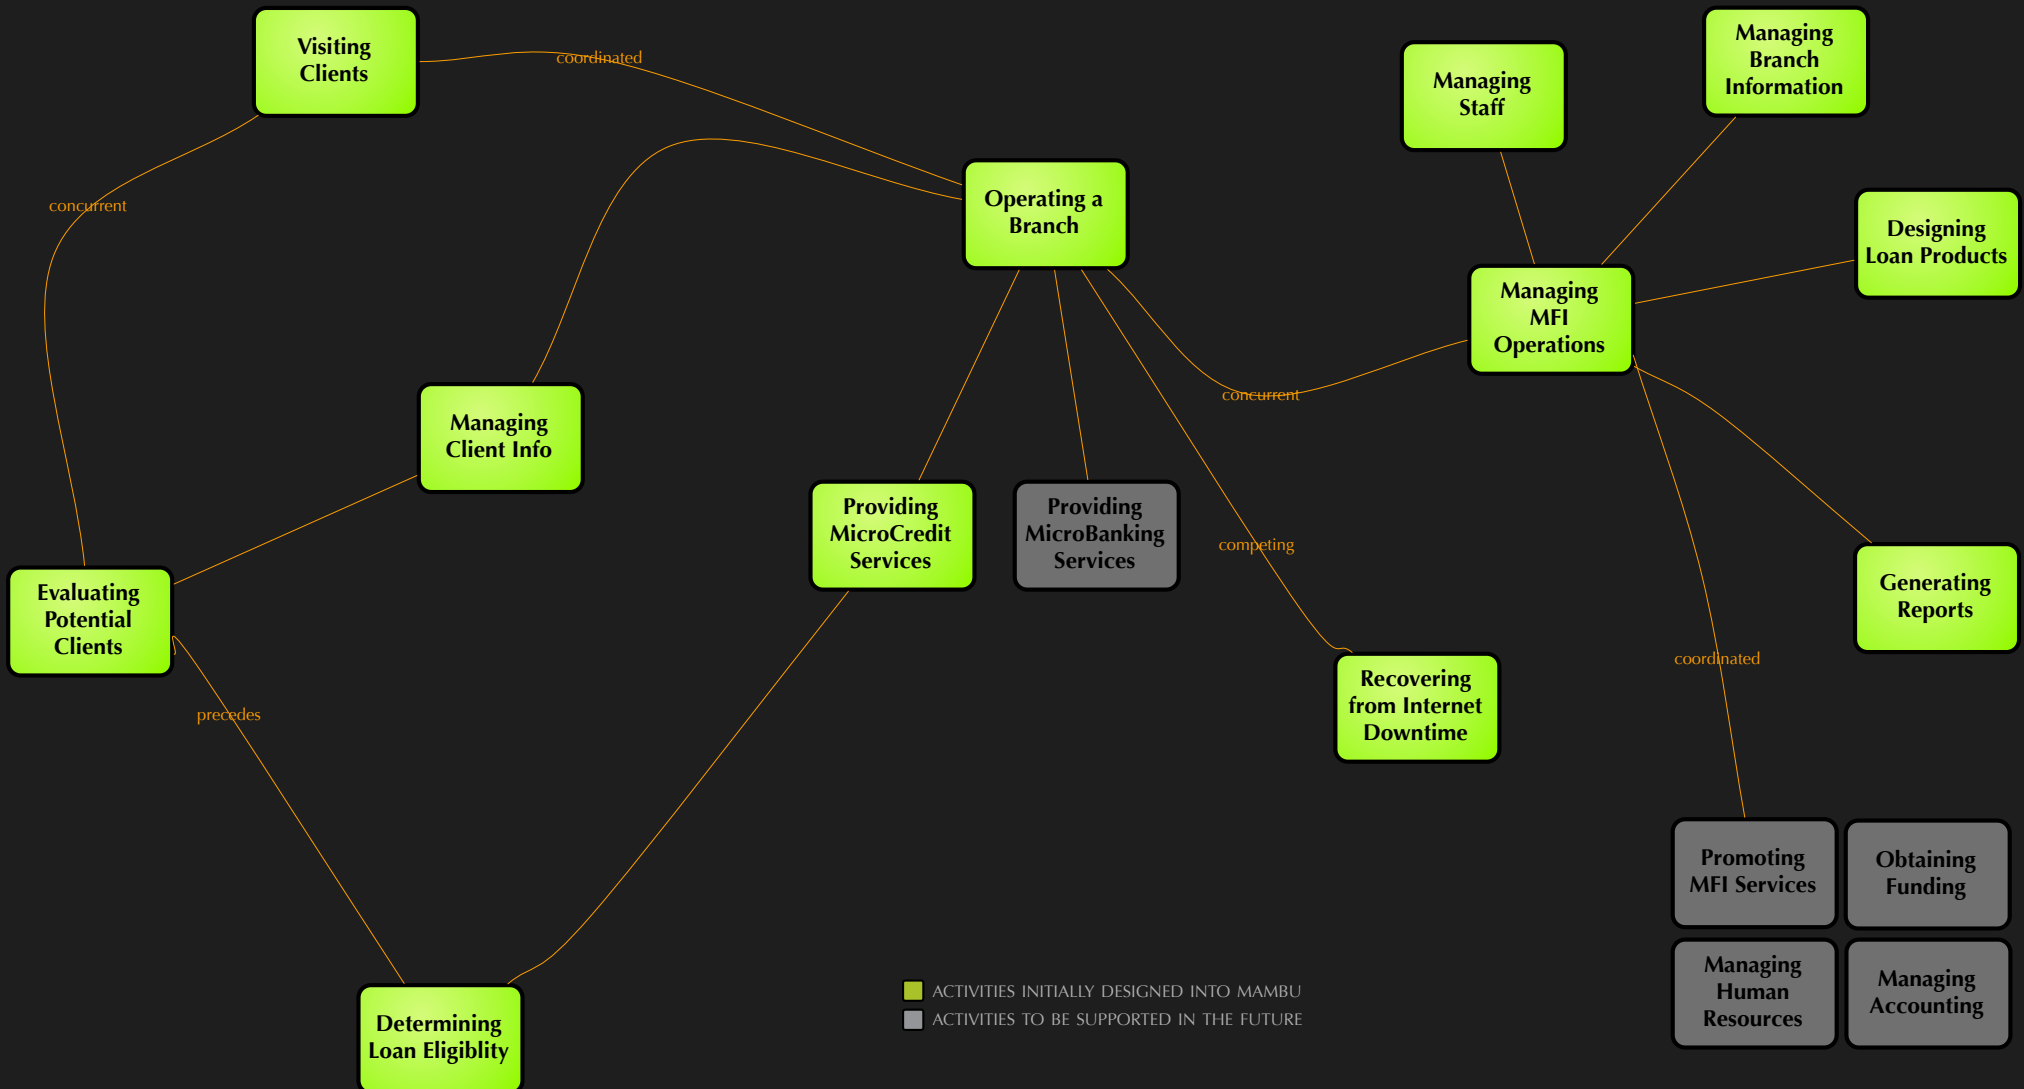 Visiting
Clients
coordinated
Managing
Staff
Managing
Branch
Information
concurrent
Operating a
Branch
Designing
Loan Products
Managing
MFI
Operations
concurrent
Managing
Client Info
Providing
MicroCredit
Services
Providing
MicroBanking
Services
competing
Evaluating
Potential
Clients
Generating
Reports
coordinated
precedes
Recovering
from Internet
Downtime
Promoting
MFI Services
Obtaining
Funding
Managing
Human
Resources
Managing
Accounting
ACTIVITIES INITIALLY DESIGNED INTO MAMBU
ACTIVITIES TO BE SUPPORTED IN THE FUTURE
Determining
Loan Eligiblity